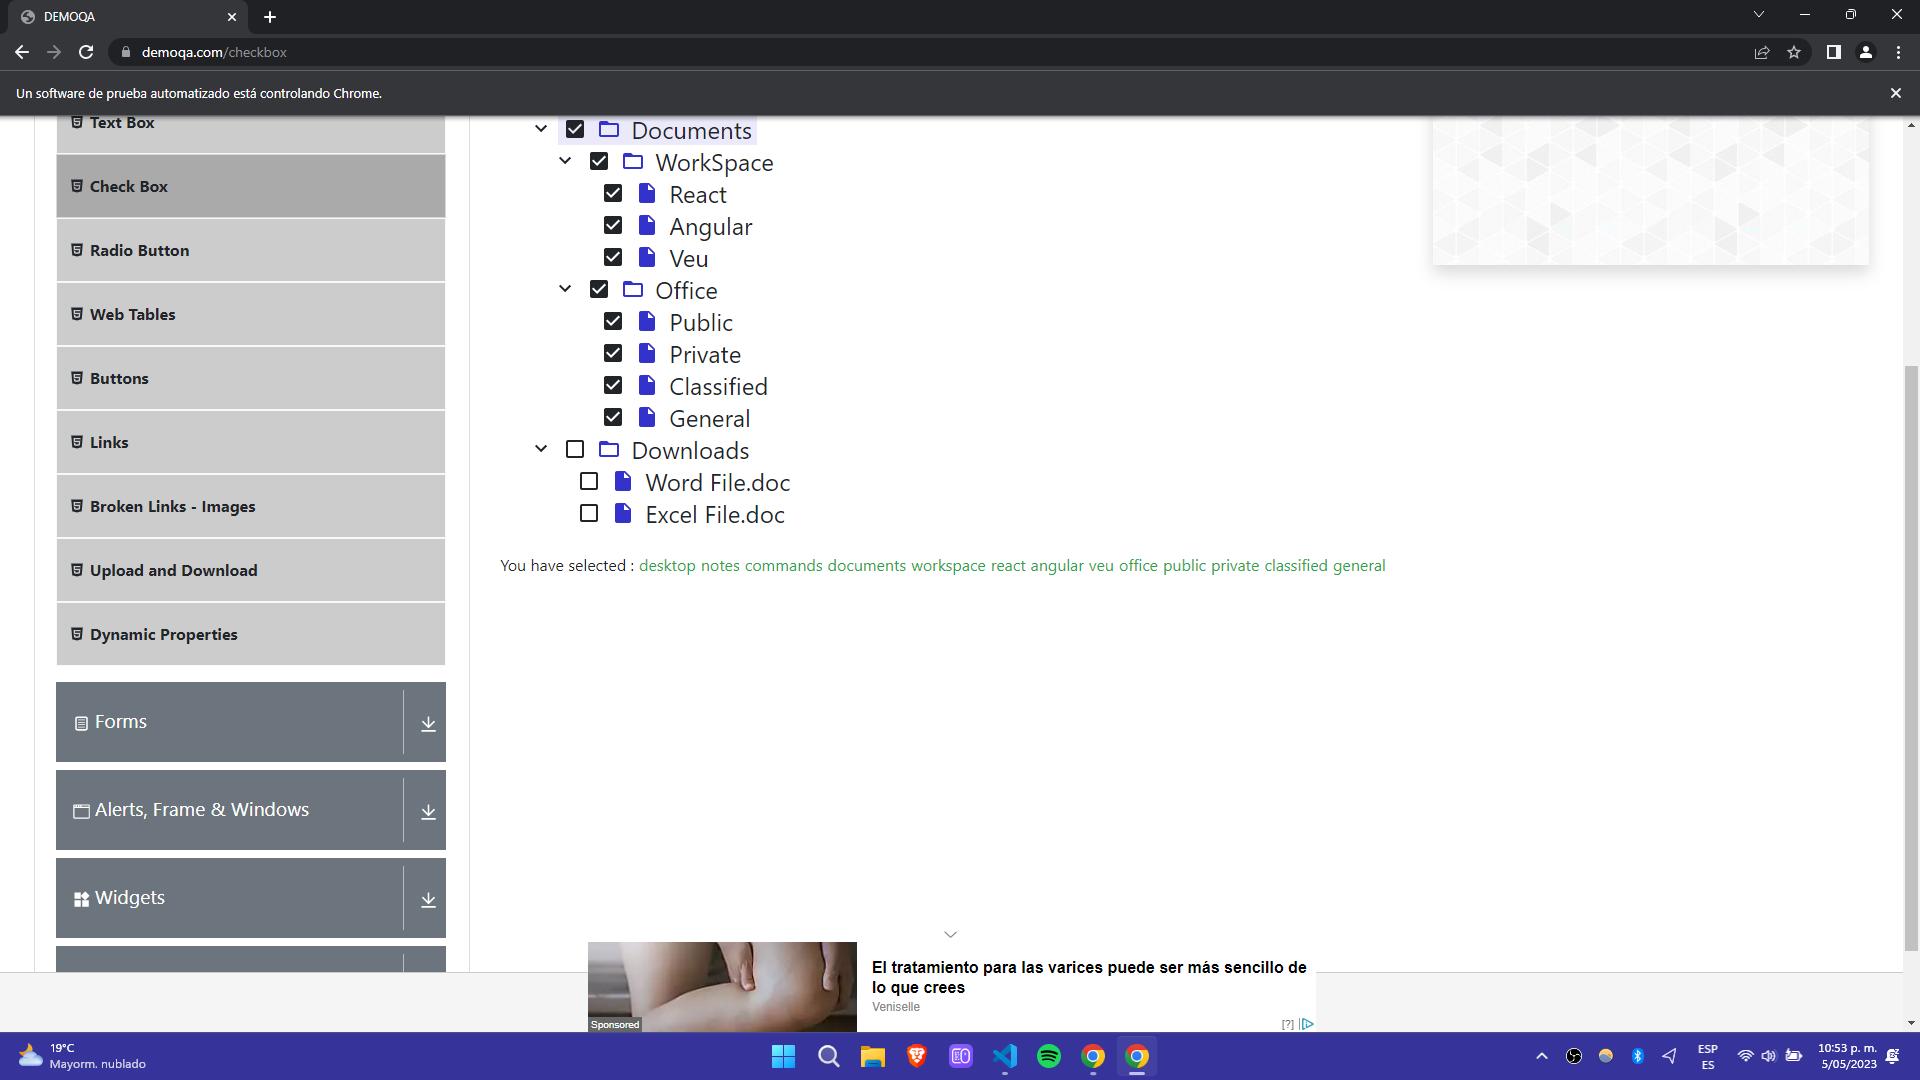 DEMOQA
demoqa.com/checkbox
Un software de prueba automatizado está controlando Chrome.
Text Box
Check Box
Radio Button
Web Tables
Buttons
Links
Broken Links - Images
Upload and Download
Dynamic Properties
Forms
Alerts, Frame & Windows
Widgets
Documents
WorkSpace
React
Angular
Veu
Office
Public
Private
Classified
General
Downloads
Word File.doc
Excel File.doc
You have selected : desktop notes commands documents workspace react angular veu office public private classified general
Sponsored
El tratamiento para las varices puede ser más sencillo de
lo que crees
Veniselle
[?]
19°C
Mayorm. nublado
ESP
ES
10:53 p. m.
5/05/2023